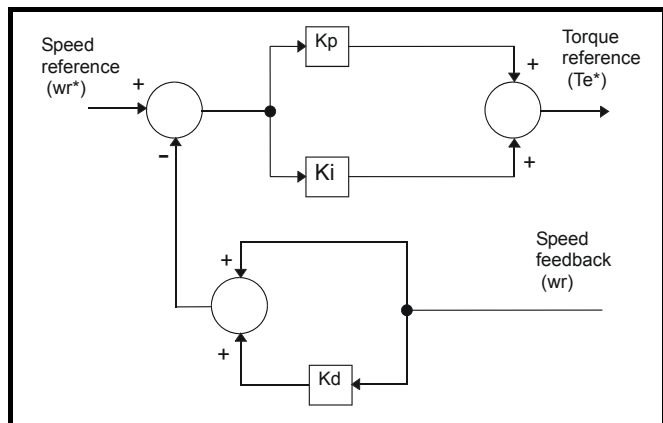 Speed
reference
(wr*)
+
-
Kp
Ki
+
+
Torque
reference
(Te*)
+
+
Kd
Speed
feedback
(wr)